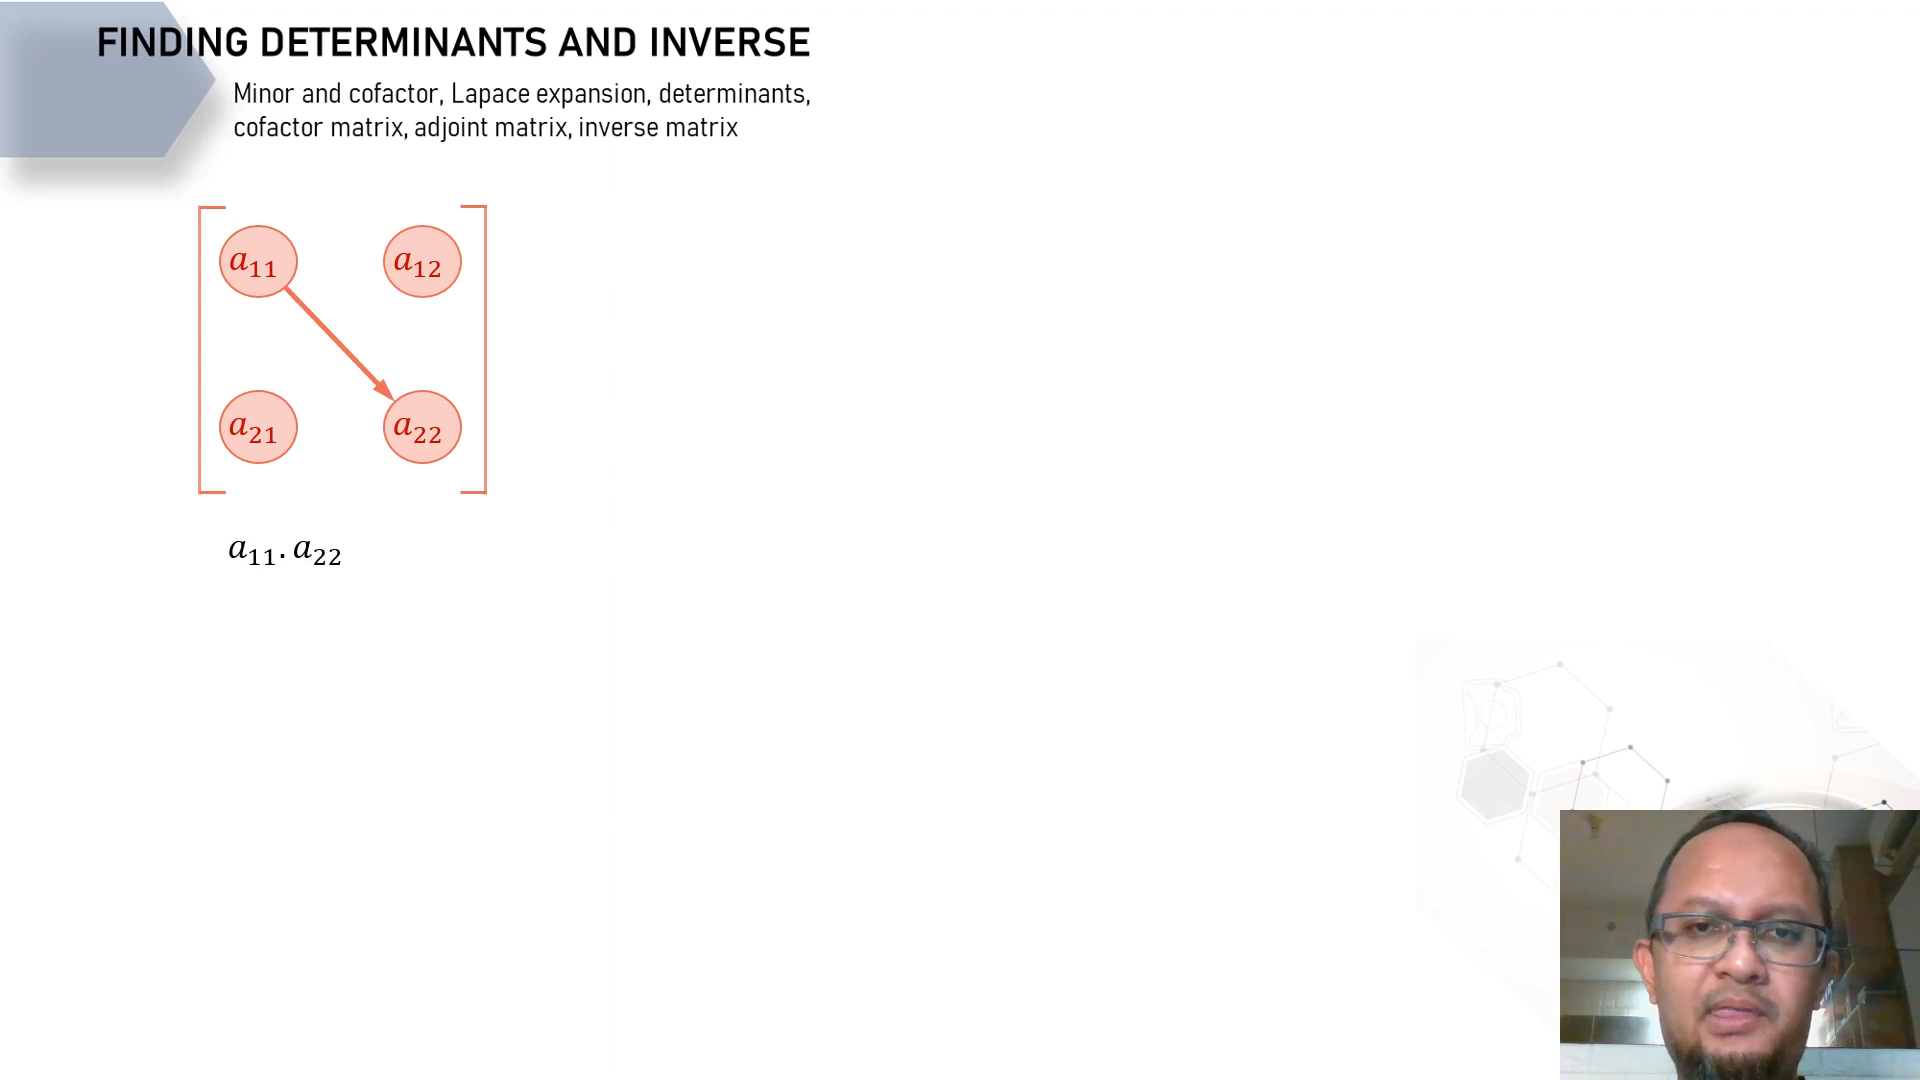 FINDING DETERMINANTS AND INVERSE
Minor and cofactor, Lapace expansion, determinants,
cofactor matrix, adjoint matrix, inverse matrix
a₁₁ a₁₂
a₂₁ a₂₂
a₁₁. a₂₂